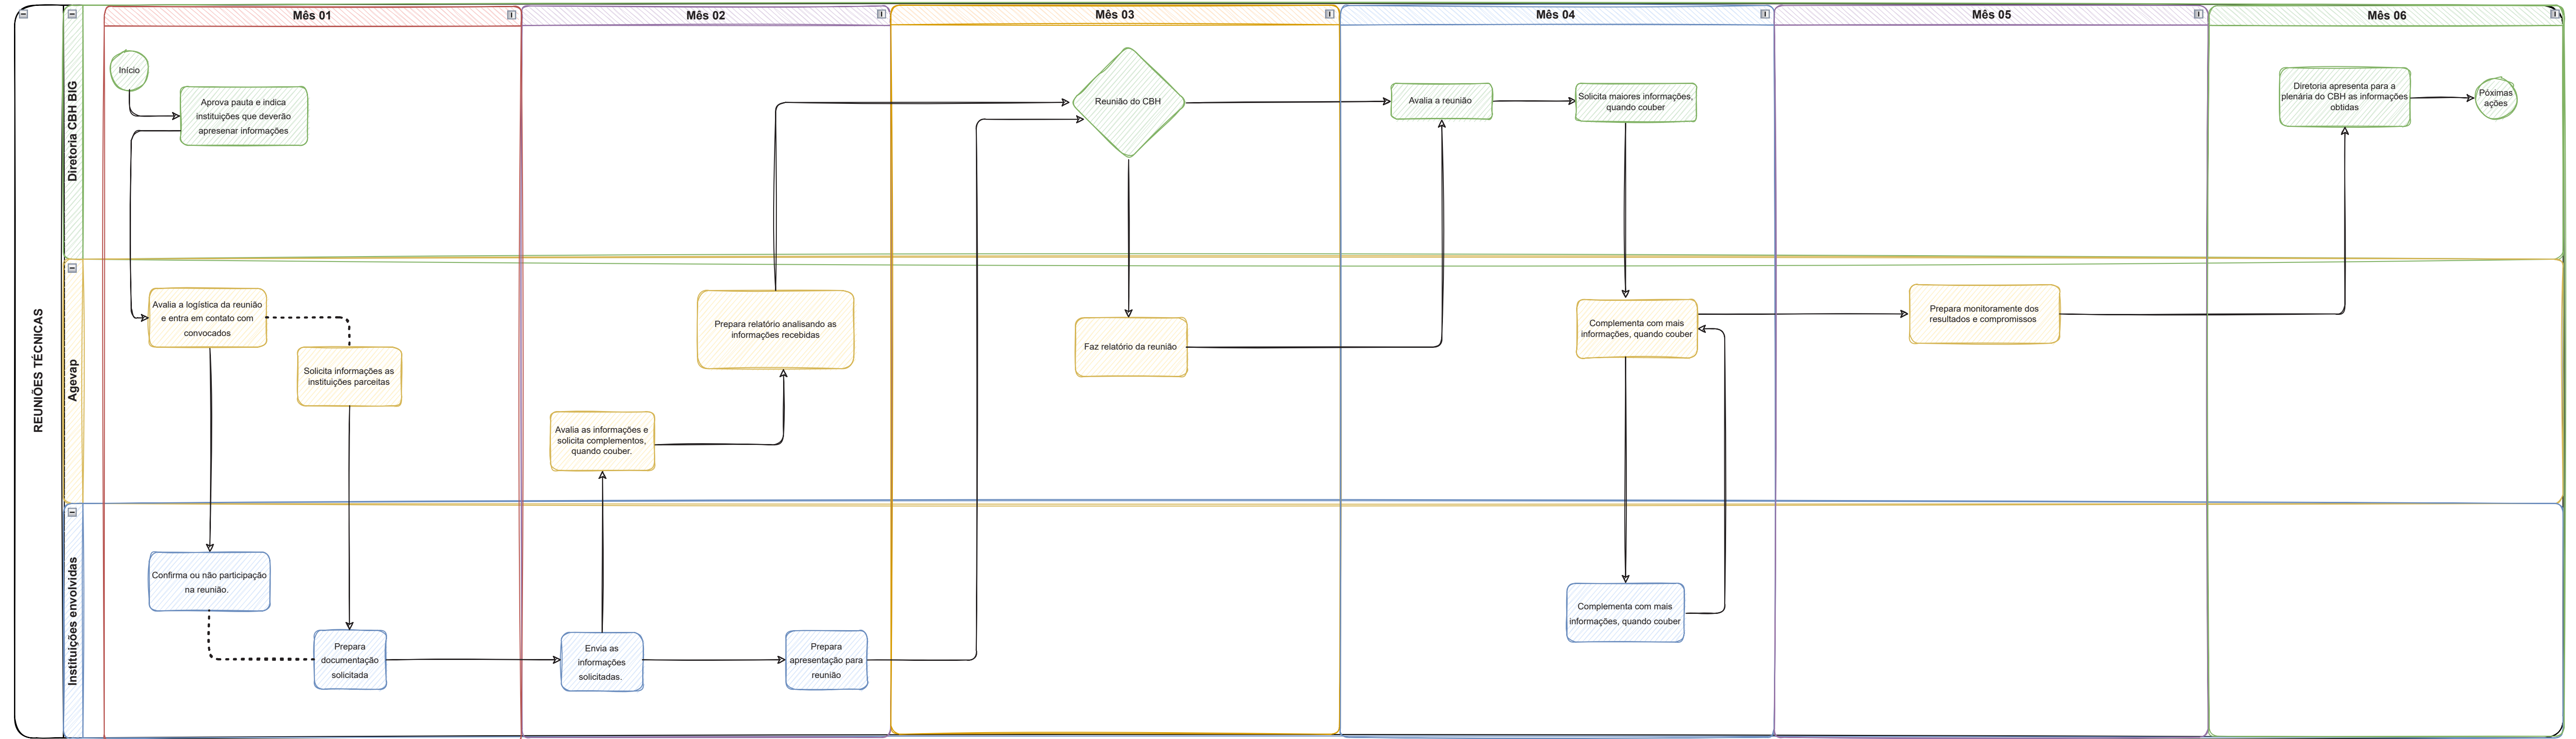 REUNIÕES TÉCNICAS
Mês 01
Mês 02
Mês 03
Mês 04
Mês 05
Mês 06
Diretoria CBH BIG
Início
Aprova pauta e indica
instituições que deverão
apresenar informações
Reunião do CBH
Avalia a reunião
Solicita maiores informações,
quando couber
Diretoria apresenta para a
plenária do CBH as informações
obtidas
Póximas
ações
Agevap
Avalia a logística da reunião
e entra em contato com
convocados
Solicita informações as
instituições parceitas
Avalia as informações e
solicita complementos,
quando couber.
Prepara relatório analisando as
informações recebidas
Faz relatório da reunião
Complementa com mais
informações, quando couber
Prepara monitoramente dos
resultados e compromissos
Instituíções envolvidas
Confirma ou não participação
na reunião.
Prepara
documentação
solicitada
Envia as
informações
solicitadas.
Prepara
apresentação para
reunião
Complementa com mais
informações, quando couber